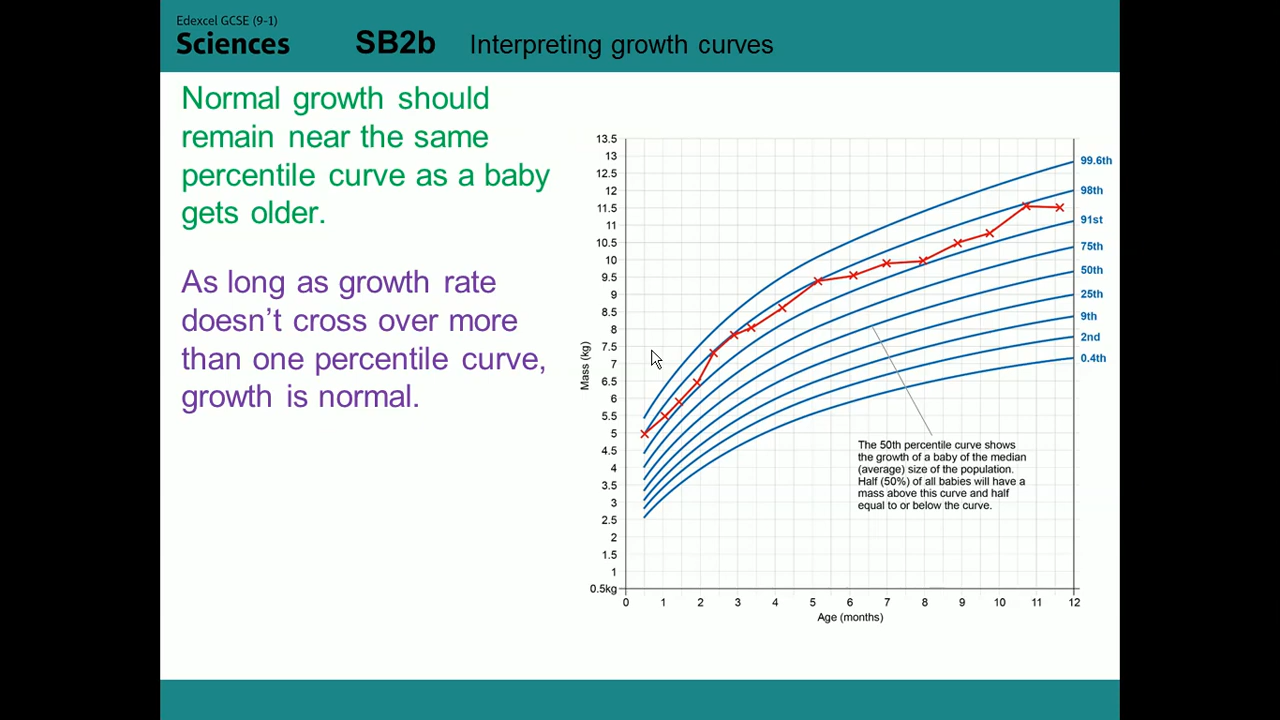 Edexcel GCSE (9-1)
Sciences
SB2b
Interpreting growth curves
Normal growth should
remain near the same
percentile curve as a baby
gets older.
As long as growth rate
doesn't cross over more
than one percentile curve,
growth is normal.
13.5
13
12.5
12
11.5
11
10.5
10
9.5
9
8.5
8
7.5
7
6.5
6
5.5
5
4.5
4
3.5
3
2.5
2
1.5
1
0.5kg
Mass (kg)
99.6th
98th
91st
75th
50th
25th
9th
2nd
0.4th
The 50th percentile curve shows
the growth of a baby of the median
(average) size of the population.
Half (50%) of all babies will have a
mass above this curve and half
equal to or below the curve.
0 1 2 3 4 5 6 7 8 9 10 11 12
Age (months)